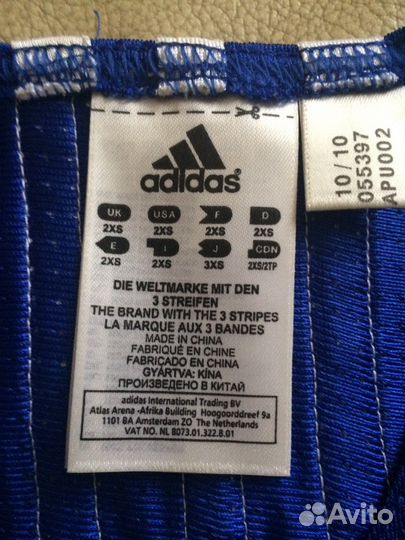 adidas
UK USA F D
2XS 2XS 2XS 2XS
E I J CDN
2XS 2XS 3XS 2XS/2TP
DIE WELTMARKE MIT DEN
3 STREIFEN
THE BRAND WITH THE 3 STRIPES
LA MARQUE AUX 3 BANDES
MADE IN CHINA
FABRIQUÉ EN CHINE
FABRICADO EN CHINA
GYÁRTVA: KÍNA
ПРОИЗВЕДЕНО В КИТАЙ
adidas International Trading BV
Atlas Arena -Afrika Building Hoogoorddreef 9a
1101 BA Amsterdam ZO The Netherlands
VAT NO. NL 8073.01.322.B.01
10/10
055397
APU002
Avito